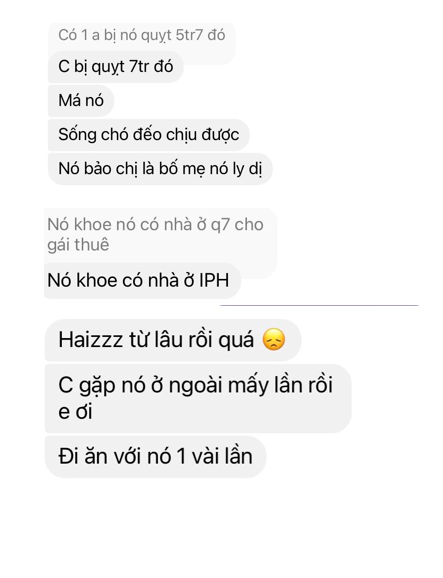 Có 1 a bị nó quỵt 5tr7 đó
C bị quỵt 7tr đó
Má nó
Sống chó đếo chịu được
Nó bảo chị là bố mẹ nó ly dị
Nó khoe nó có nhà ở q7 cho
gái thuê
Nó khoe có nhà ở IPH
Haizzz từ lâu rồi quá 😞
C gặp nó ở ngoài mấy lần rồi
e ơi
Đi ăn với nó 1 vài lần